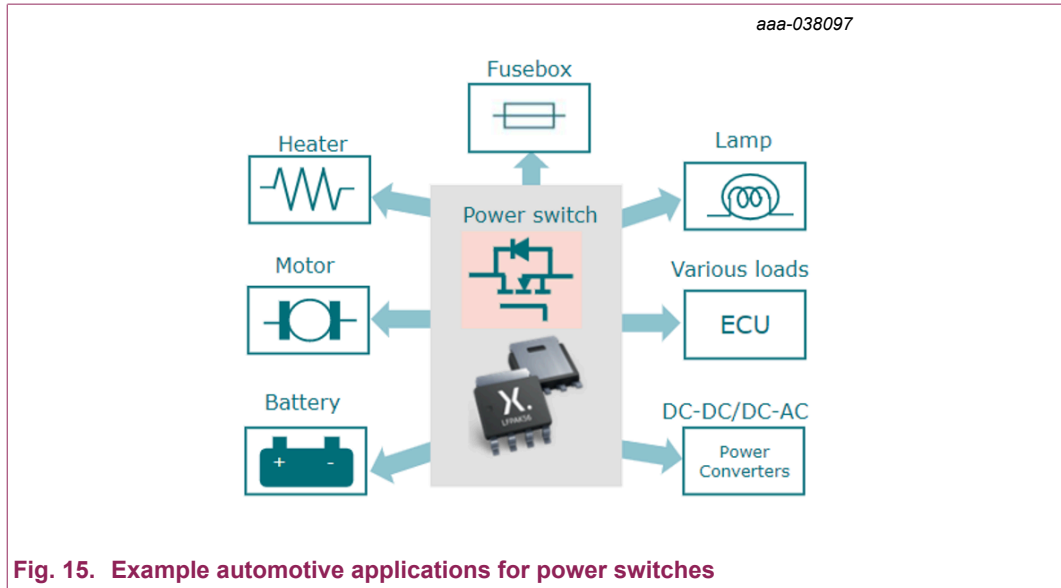 aaa-038097
Fusebox
Heater
Lamp
Power switch
Motor
Various loads
ECU
X.
LFPAK56
Battery
+ -
DC-DC/DC-AC
Power
Converters
Fig. 15. Example automotive applications for power switches